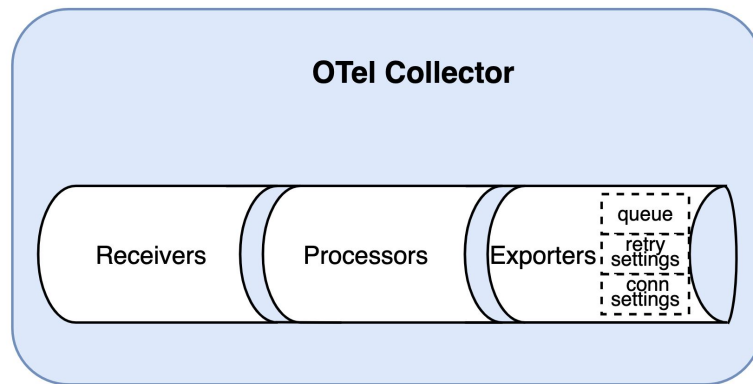 OTel Collector
Receivers
Processors
Exporters
queue
retry
settings
conn
settings